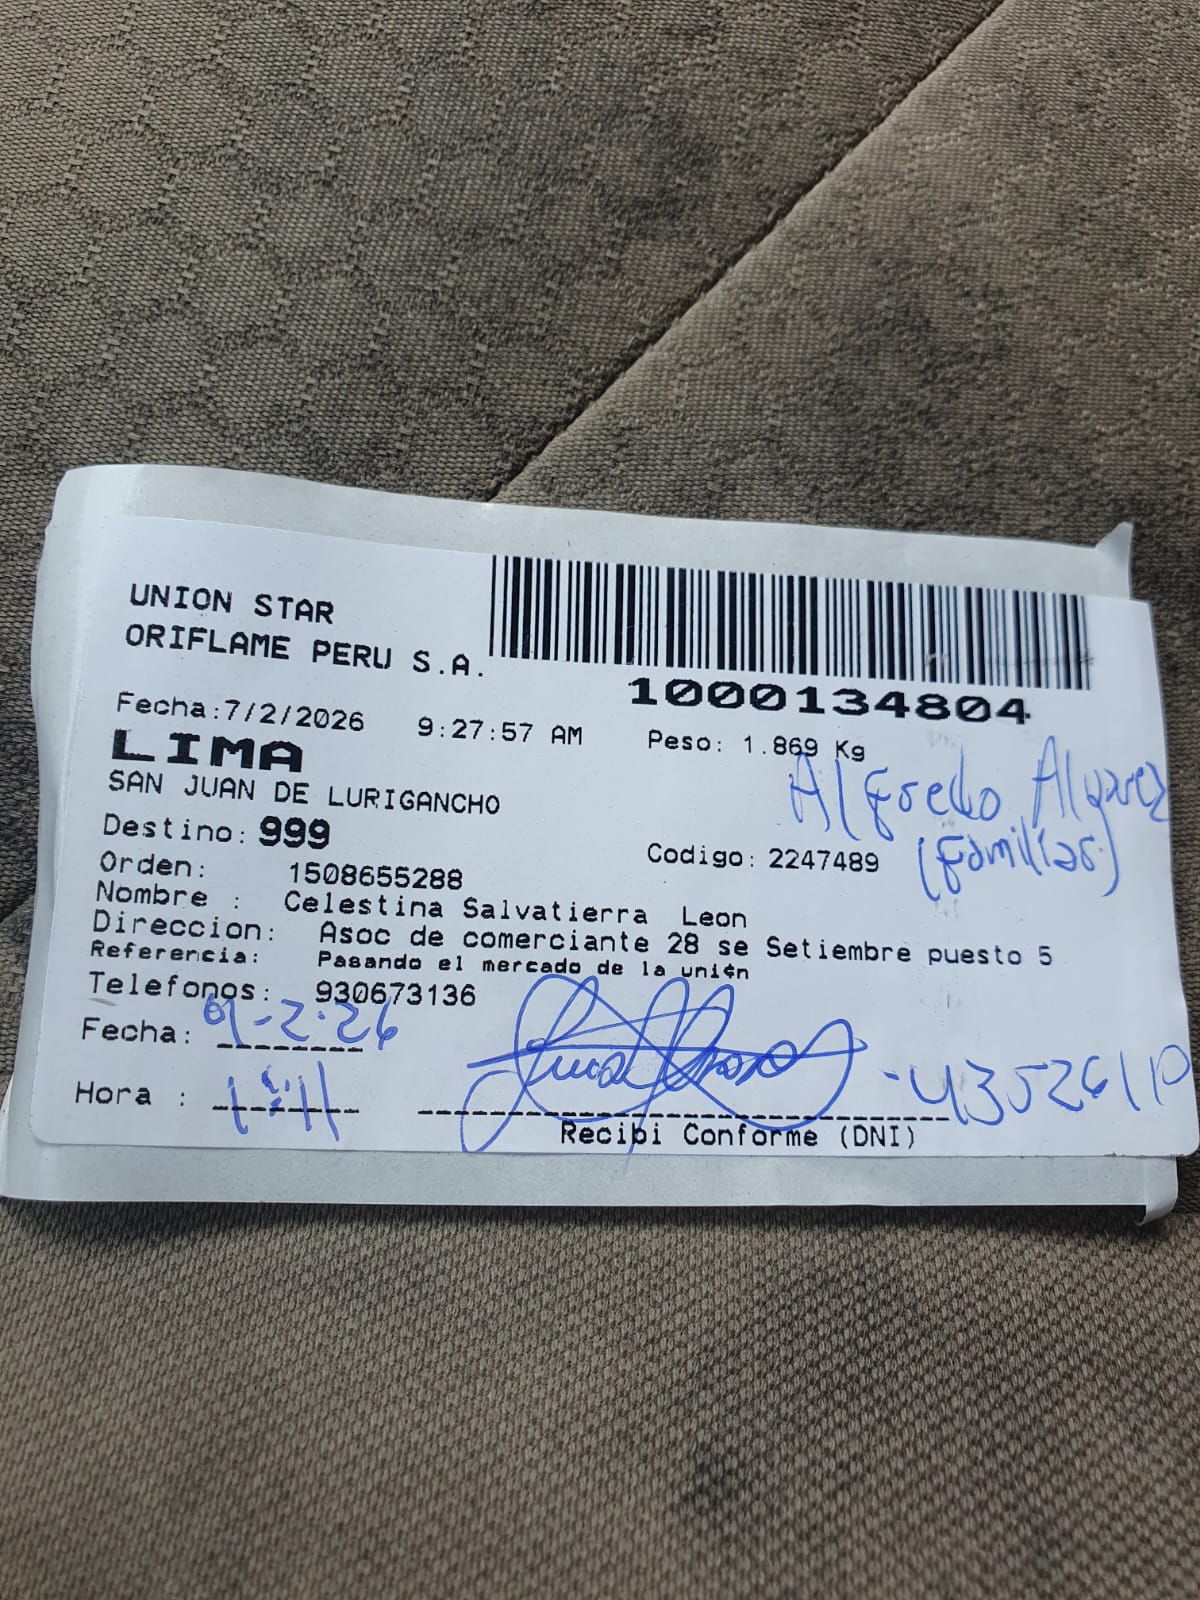 UNION STAR
ORIFLAME PERU S.A.
1000134804
Fecha:7/2/2026 9:27:57 AM Peso: 1.869 Kg
LIMA
SAN JUAN DE LURIGANCHO
Alfredo Alvarez
(Familias)
Destino: 999
Codigo: 2247489
Orden: 1508655288
Nombre : Celestina Salvatierra Leon
Direccion: Asoc de comerciante 28 se Setiembre puesto 5
Referencia: Pasando el mercado de la uni¢n
Telefonos: 930673136
Fecha: 09-2-26
Hora : 1:11
Recibi Conforme (DNI)